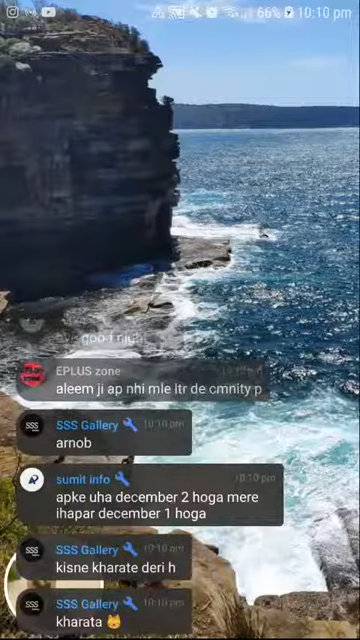 66% 10:10 pm
EPLUS zone
aleem ji ap nhi mle ltr de cmnity p
SSS Gallery 10:10 pm
arnob
sumit info 10:10 pm
apke uha december 2 hoga mere
ihapar december 1 hoga
SSS Gallery 10:10 pm
kisne kharate deri h
SSS Gallery 10:10 pm
kharata